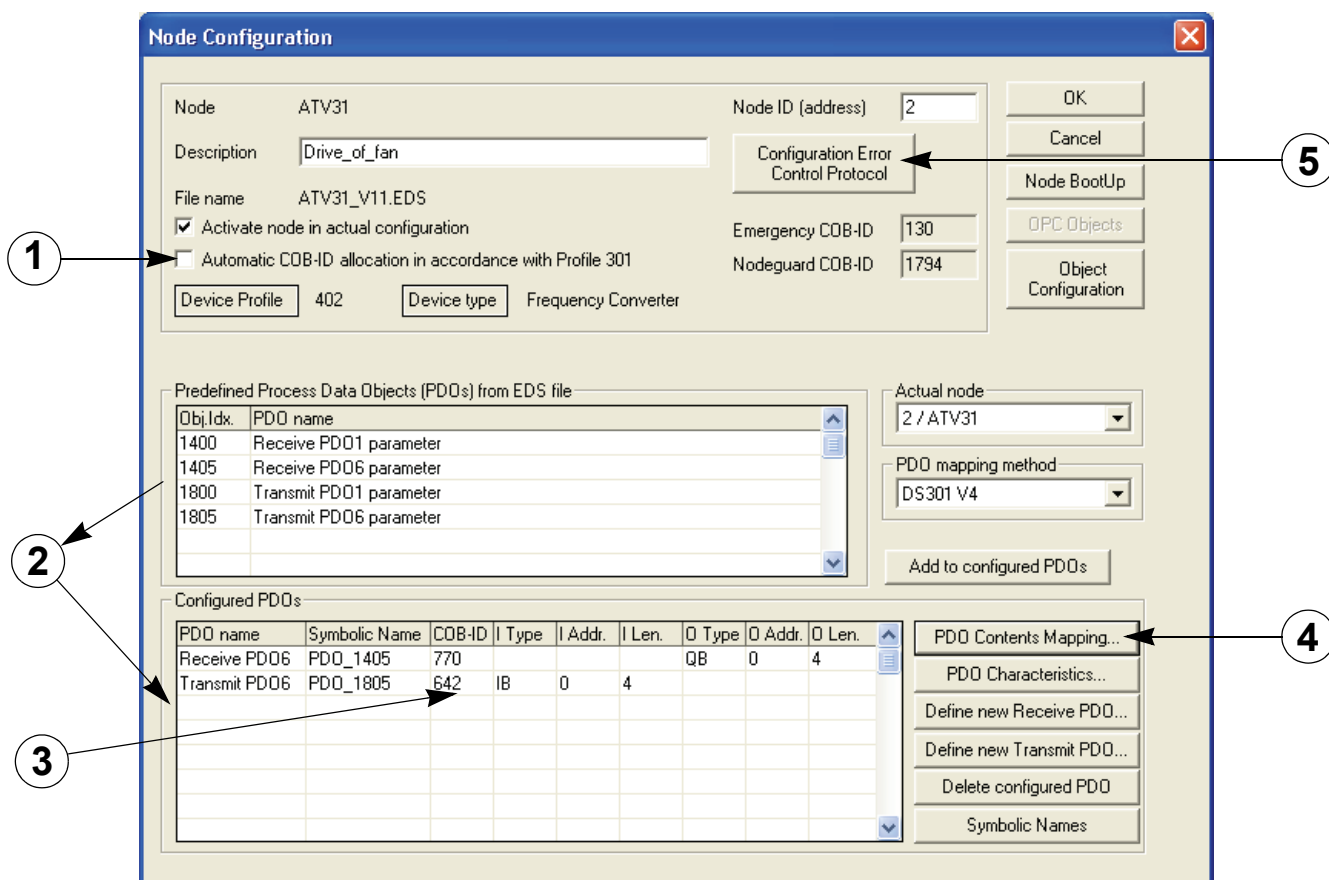 Node Configuration
Node ATV31
Node ID (address) 2
OK
Description Drive_of_fan
Configuration Error
Control Protocol
Cancel
5
File name ATV31_V11.EDS
Node BootUp
Activate node in actual configuration
Emergency COB-ID 130
OPC Objects
1
Automatic COB-ID allocation in accordance with Profile 301
Nodeguard COB-ID 1794
Object
Configuration
Device Profile 402 Device type Frequency Converter
Predefined Process Data Objects (PDOs) from EDS file
Obj.Idx. PDO name
1400 Receive PDO1 parameter
1405 Receive PDO6 parameter
1800 Transmit PDO1 parameter
1805 Transmit PDO6 parameter
Actual node
2 / ATV31
PDO mapping method
DS301 V4
2
Add to configured PDOs
Configured PDOs
PDO name Symbolic Name COB-ID I Type I Addr. I Len. O Type O Addr. O Len.
Receive PDO6 PDO_1405 770 QB 0 4
Transmit PDO6 PDO_1805 642 IB 0 4
3
PDO Contents Mapping...
4
PDO Characteristics...
Define new Receive PDO...
Define new Transmit PDO...
Delete configured PDO
Symbolic Names